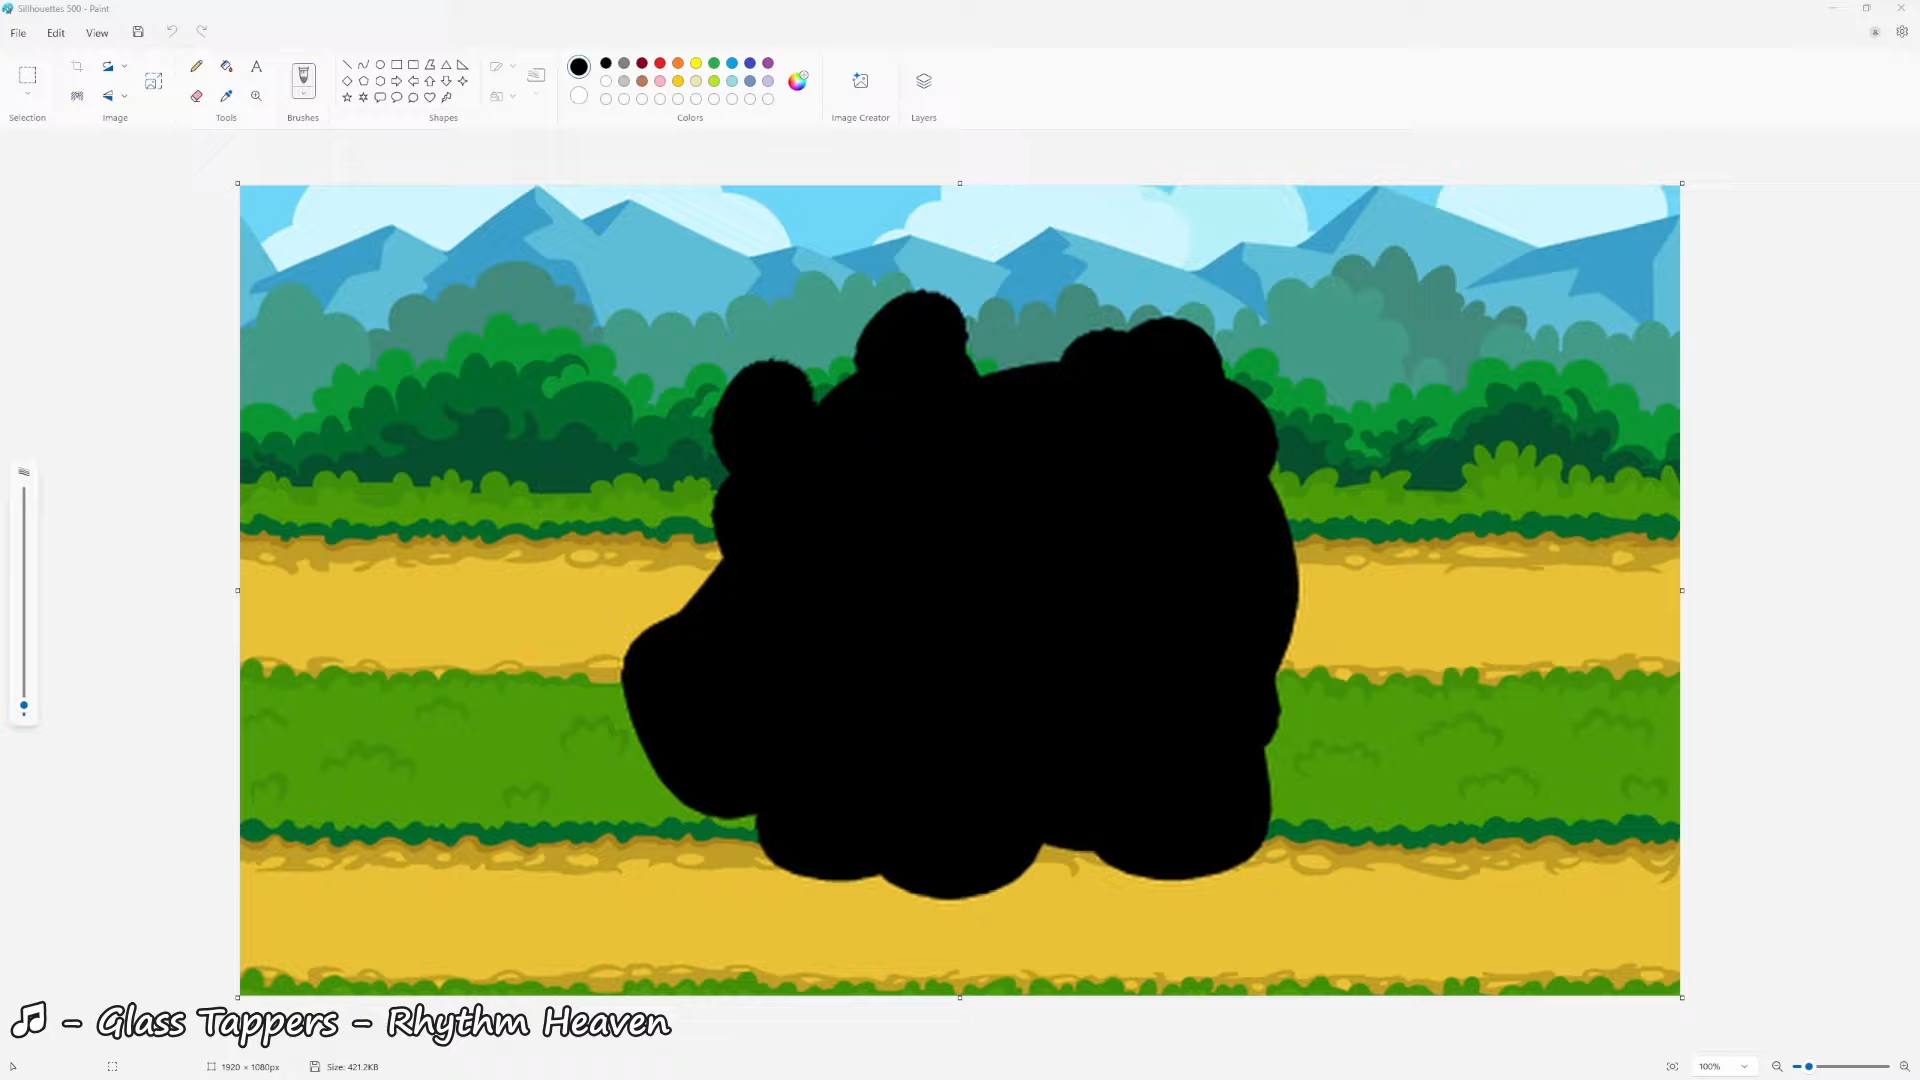 Sillhouettes 500 - Paint
File Edit View
Selection Image Tools Brushes Shapes Colors Image Creator Layers
♫ - Glass Tappers - Rhythm Heaven
1920 × 1080px Size: 421.2KB 100%